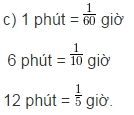 c) 1 phút = 1/60 giờ
6 phút = 1/10 giờ
12 phút = 1/5 giờ.